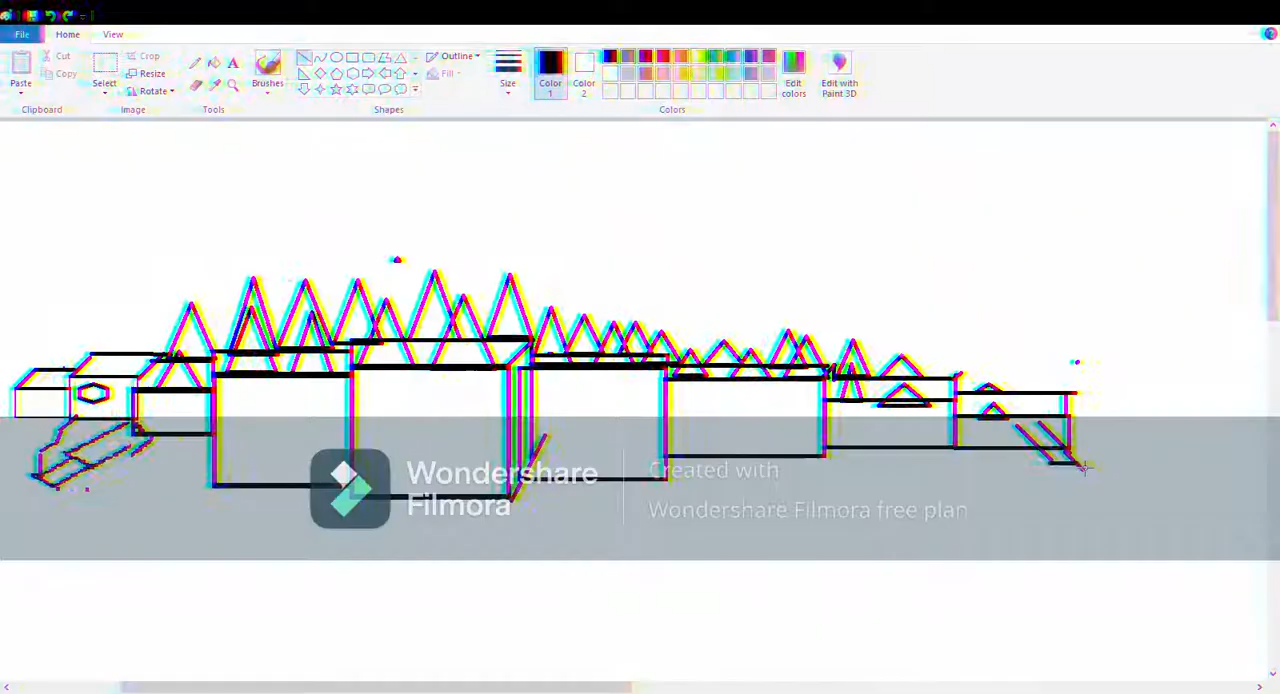 File Home View
Cut
Copy
Paste
Clipboard
Select
Crop
Resize
Rotate
Image
A
Tools
Brushes
Shapes
Outline
Fill
Size
Color
1
Color
2
Colors
Edit
colors
Edit with
Paint 3D
Wondershare
Filmora
Created with
Wondershare Filmora free plan